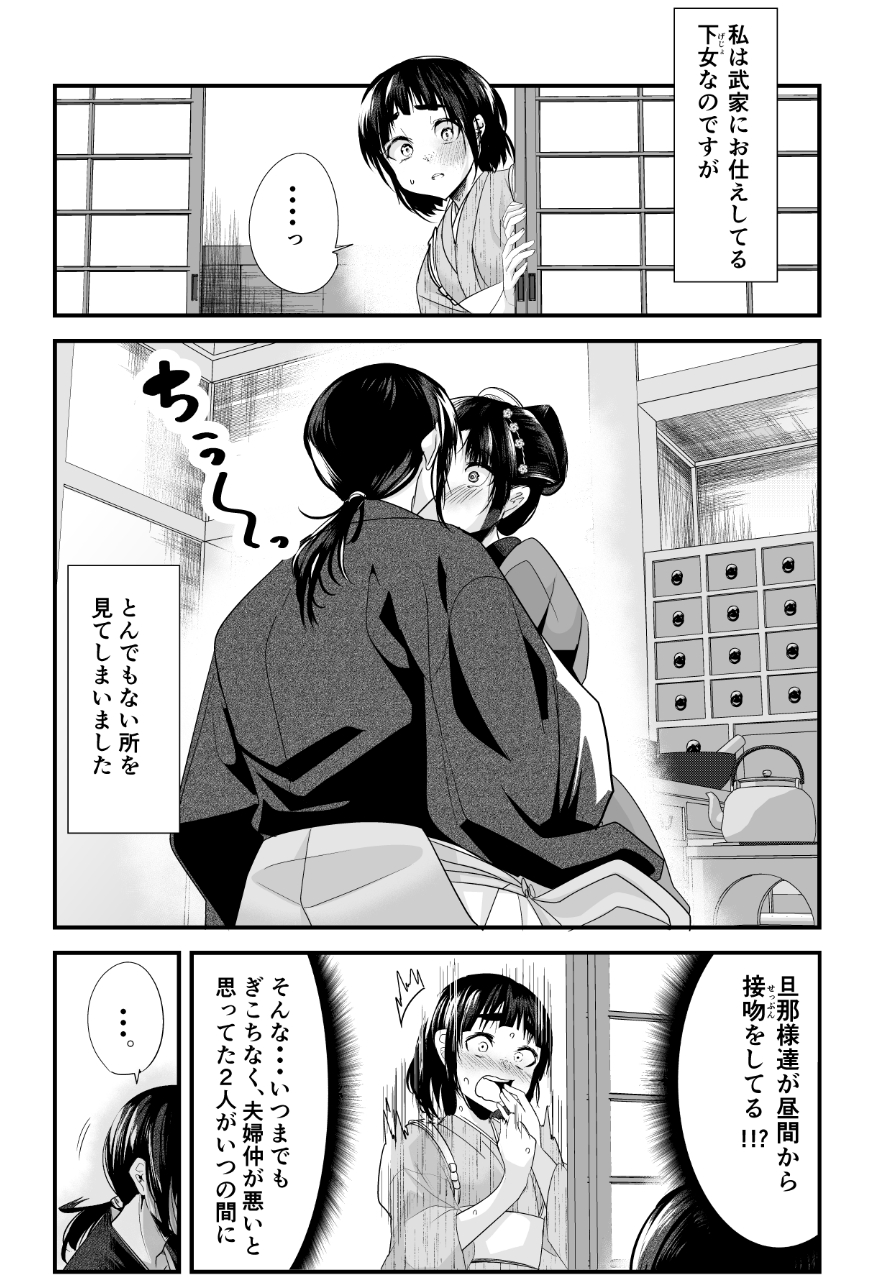 私は武家にお仕えしてる
下女なのですが
げじょ
・・・・っ
ちぅ〜っ
とんでもない所を
見てしまいました
旦那様達が昼間から
接吻をしてる!!?
せっぷん
そんな・・・いつまでも
ぎこちなく、夫婦仲が悪いと
思ってた2人がいつの間に
・・・。